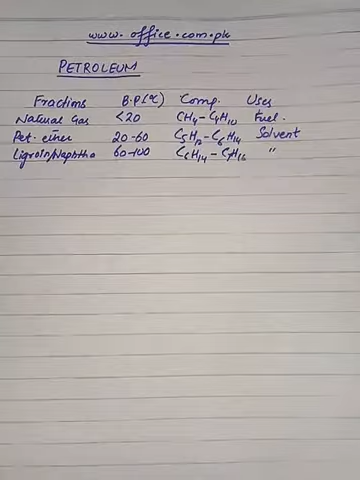 www.office.com.pk
PETROLEUM
Fractions B.P(°C) Comp. Uses
Natural Gas <20 CH4-C4H10 Fuel.
Pet. ether 20-60 C5H12-C6H14 Solvent
Ligroin/Naphtha 60-100 C6H14-C7H16 "